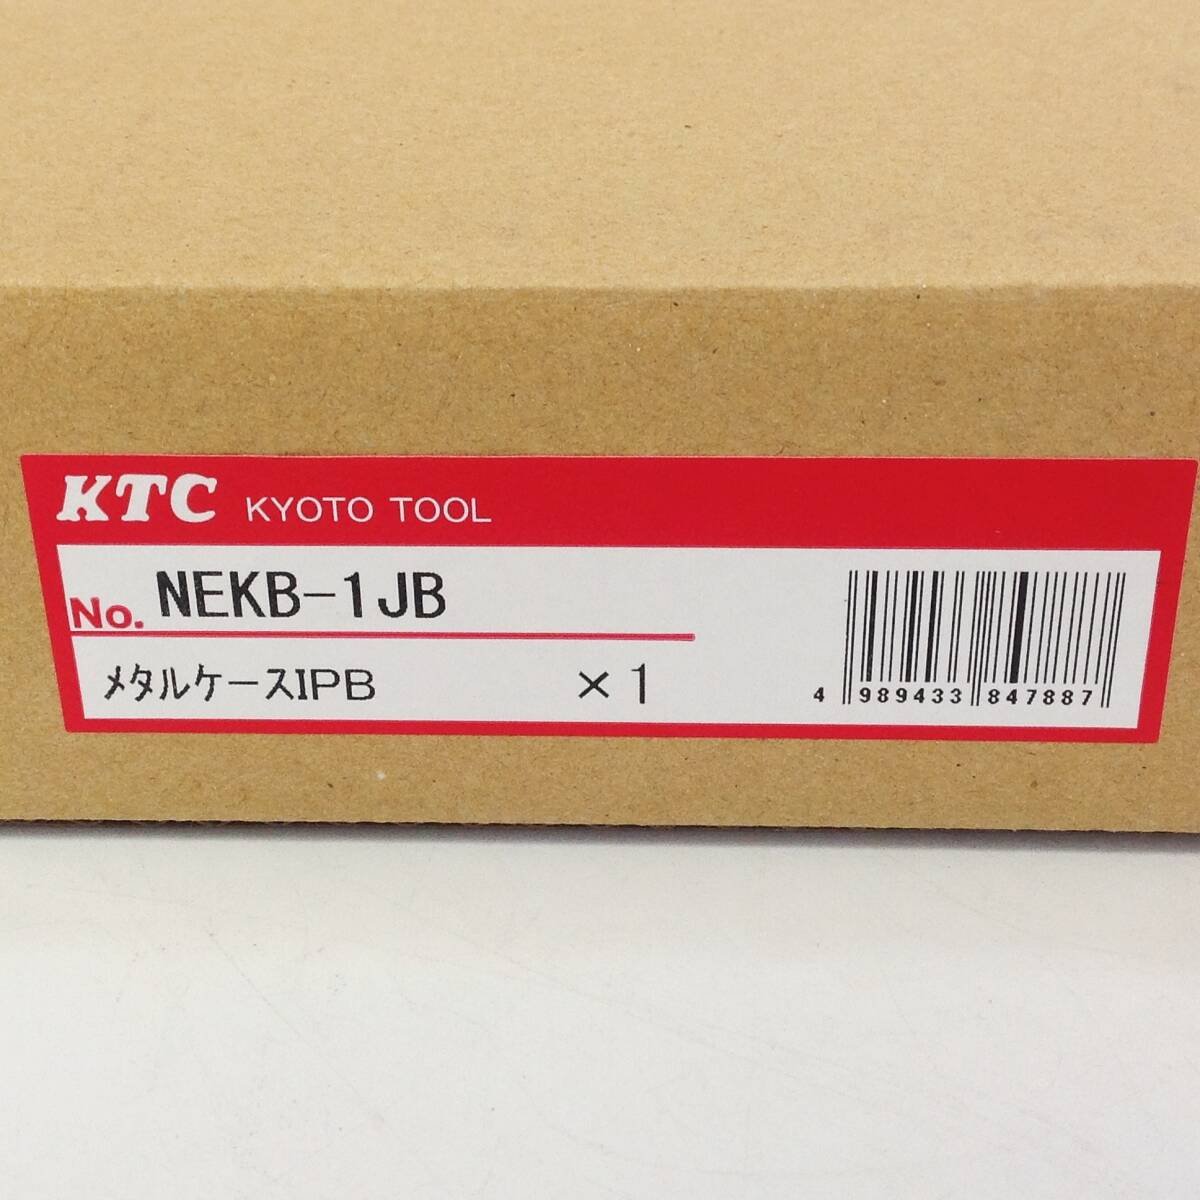 KTC KYOTO TOOL
No. NEKB-1JB
メタルケースIPB ×1
4 989433 847887